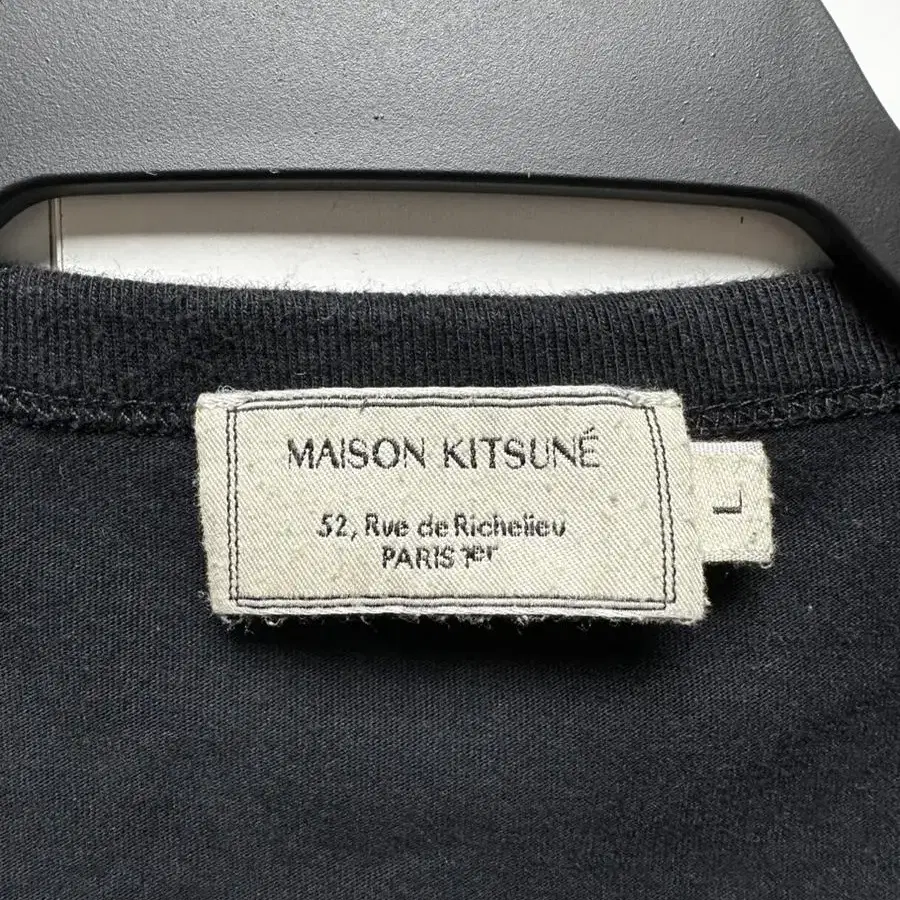 MAISON KITSUNÉ
52, Rue de Richelieu
PARIS 1er
L